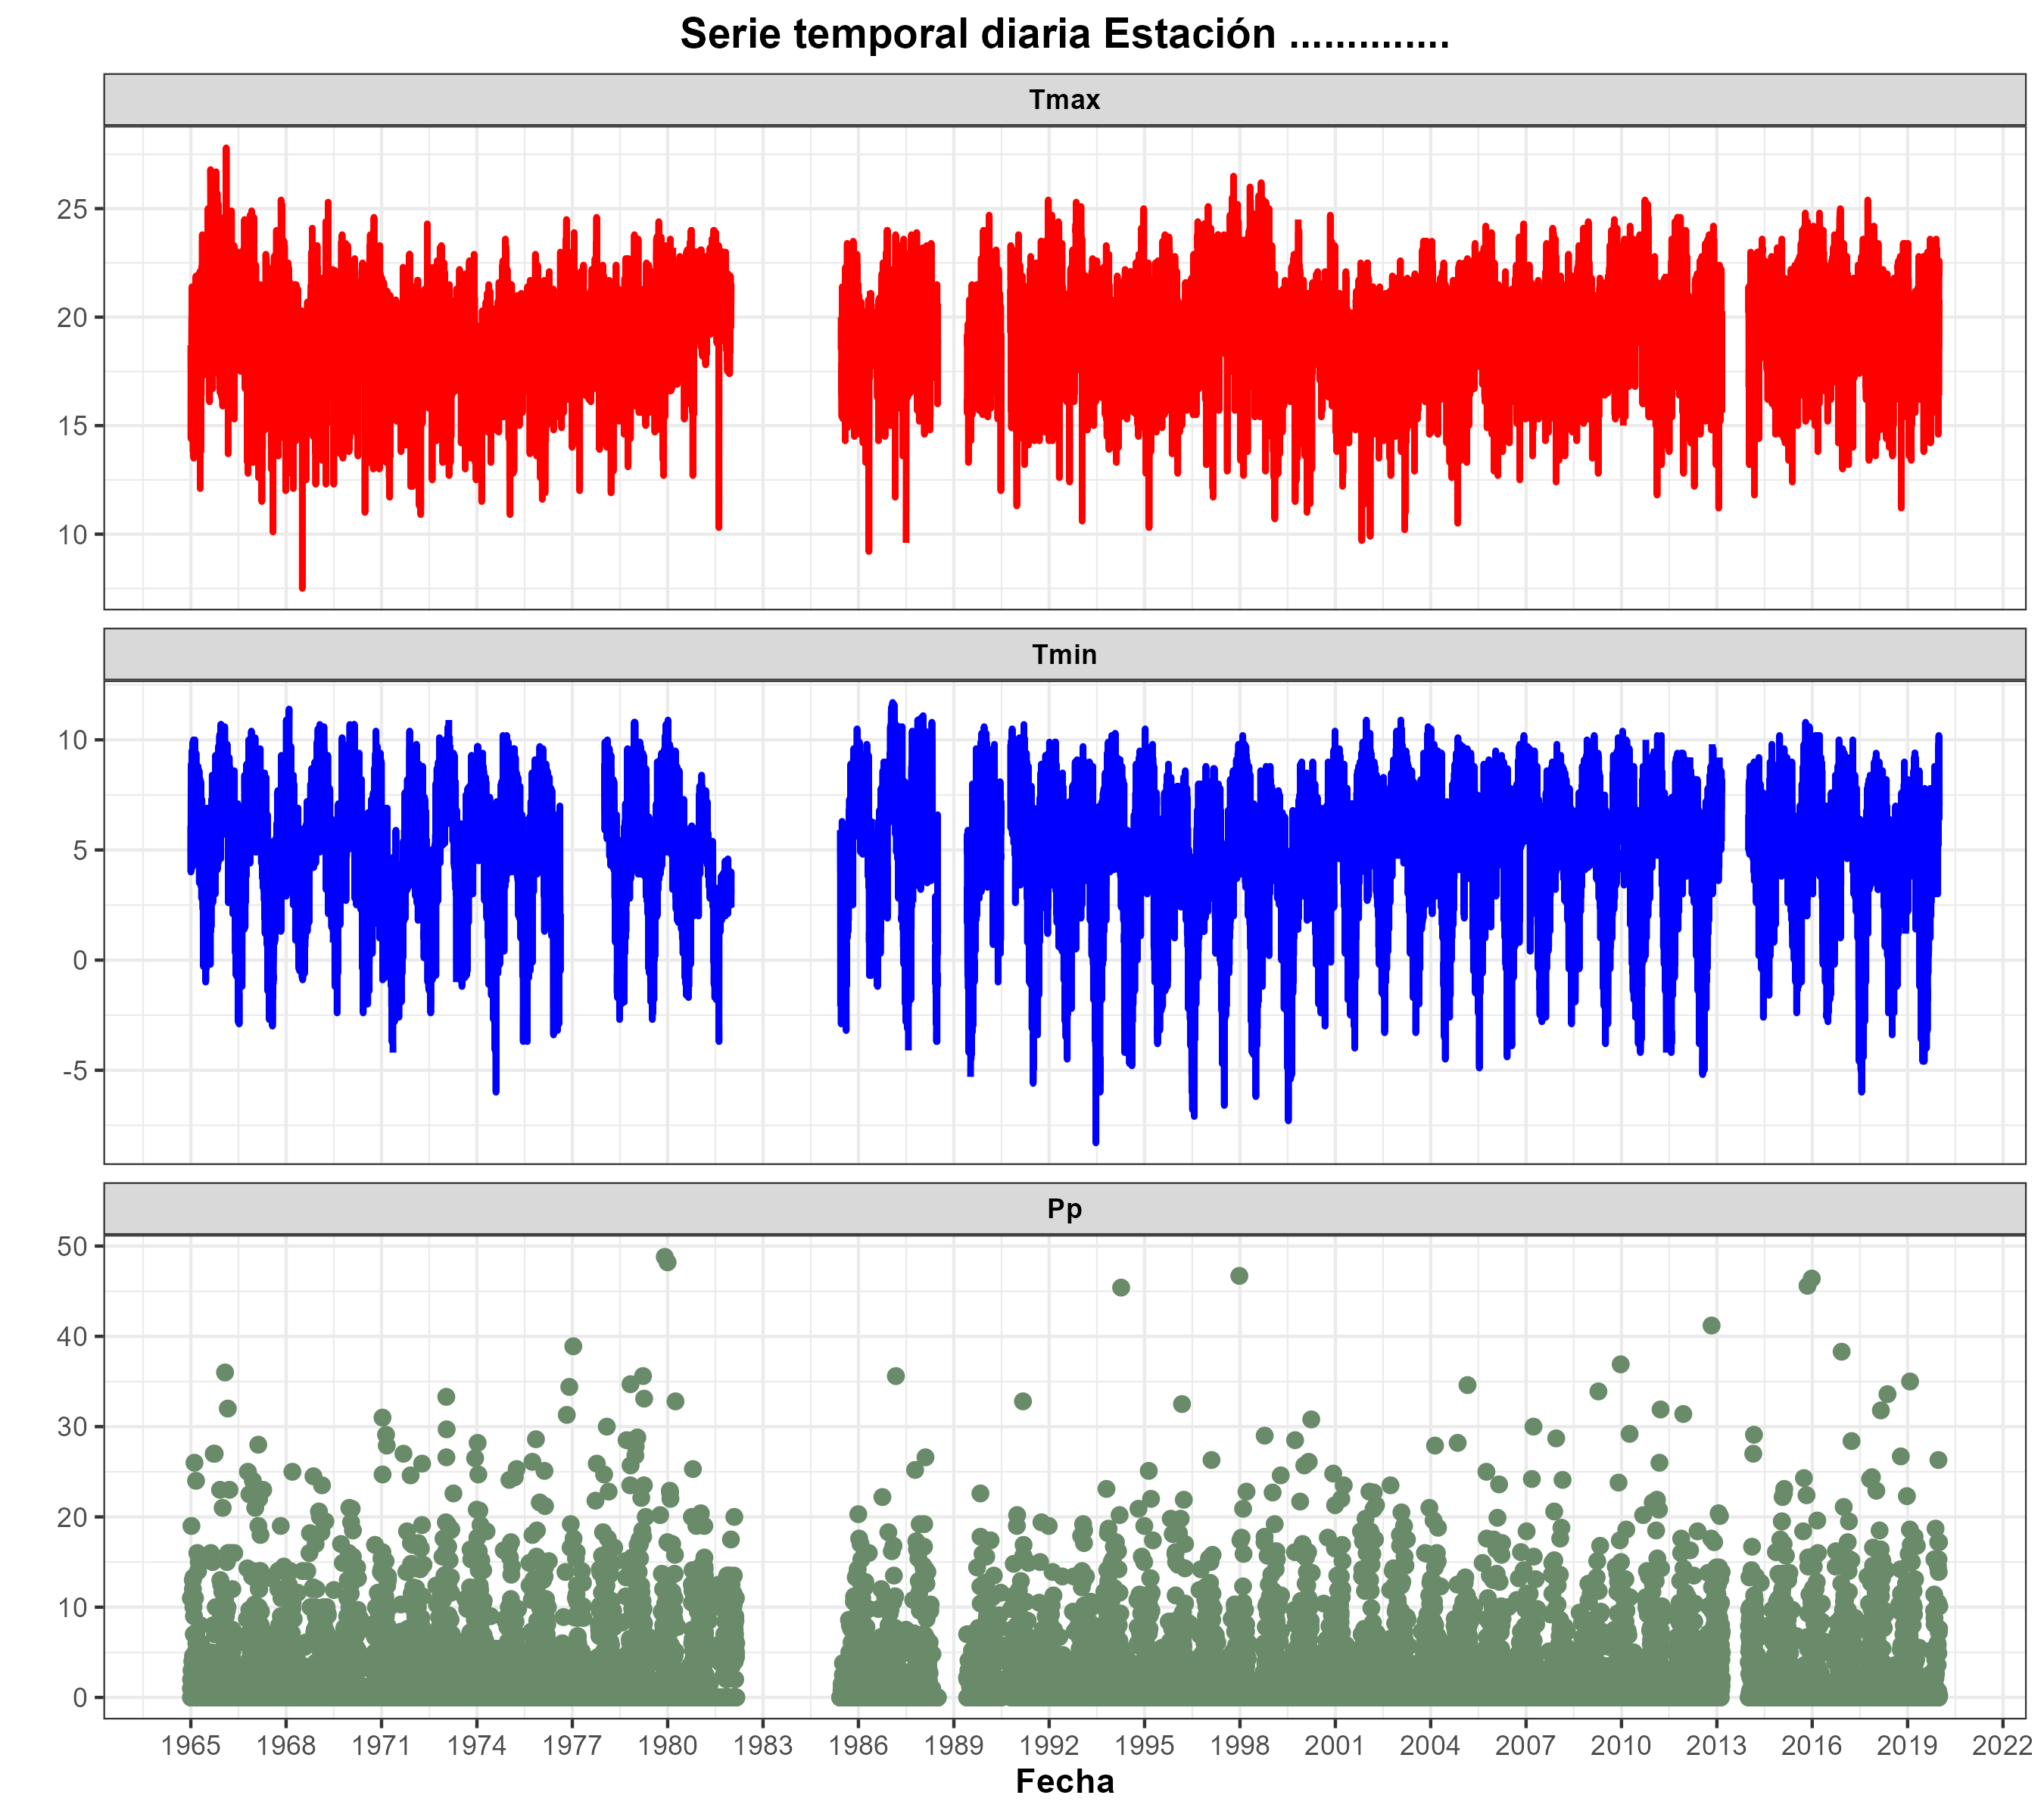 Serie temporal diaria Estación ..............
Tmax
25
20
15
10
Tmin
10
5
0
-5
Pp
50
40
30
20
10
0
1965 1968 1971 1974 1977 1980 1983 1986 1989 1992 1995 1998 2001 2004 2007 2010 2013 2016 2019 2022
Fecha